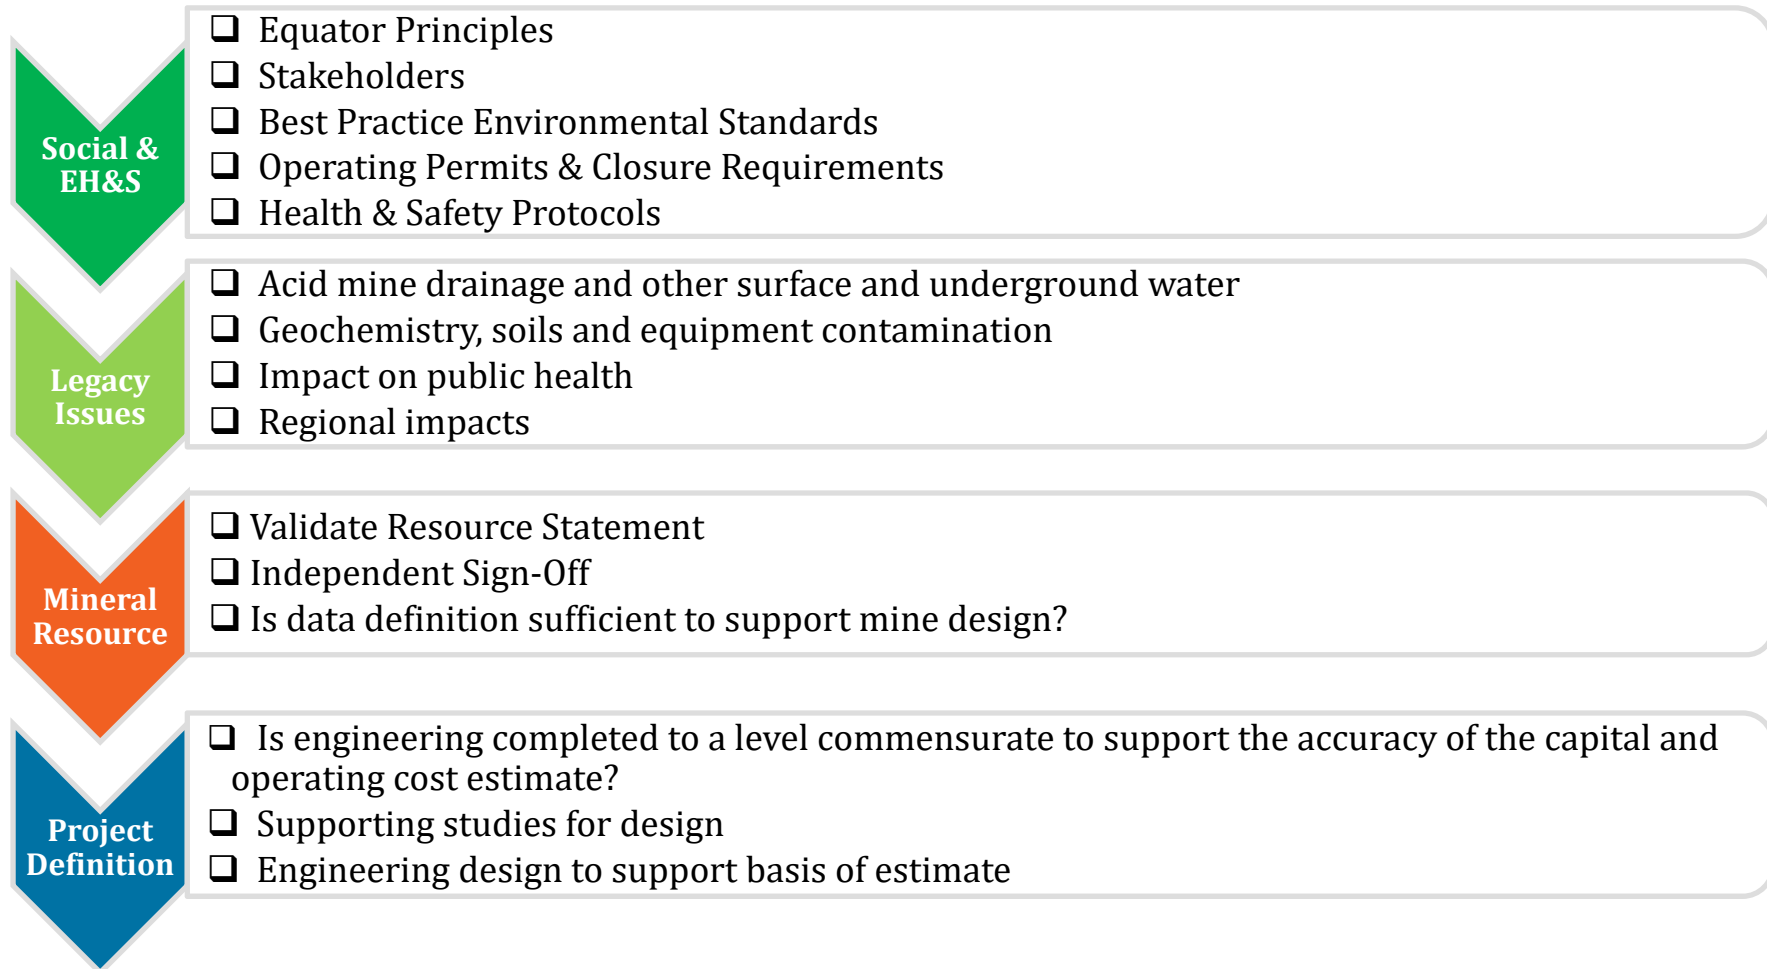 Social &
EH&S
❑ Equator Principles
❑ Stakeholders
❑ Best Practice Environmental Standards
❑ Operating Permits & Closure Requirements
❑ Health & Safety Protocols
Legacy
Issues
❑ Acid mine drainage and other surface and underground water
❑ Geochemistry, soils and equipment contamination
❑ Impact on public health
❑ Regional impacts
Mineral
Resource
❑ Validate Resource Statement
❑ Independent Sign-Off
❑ Is data definition sufficient to support mine design?
Project
Definition
❑ Is engineering completed to a level commensurate to support the accuracy of the capital and
operating cost estimate?
❑ Supporting studies for design
❑ Engineering design to support basis of estimate